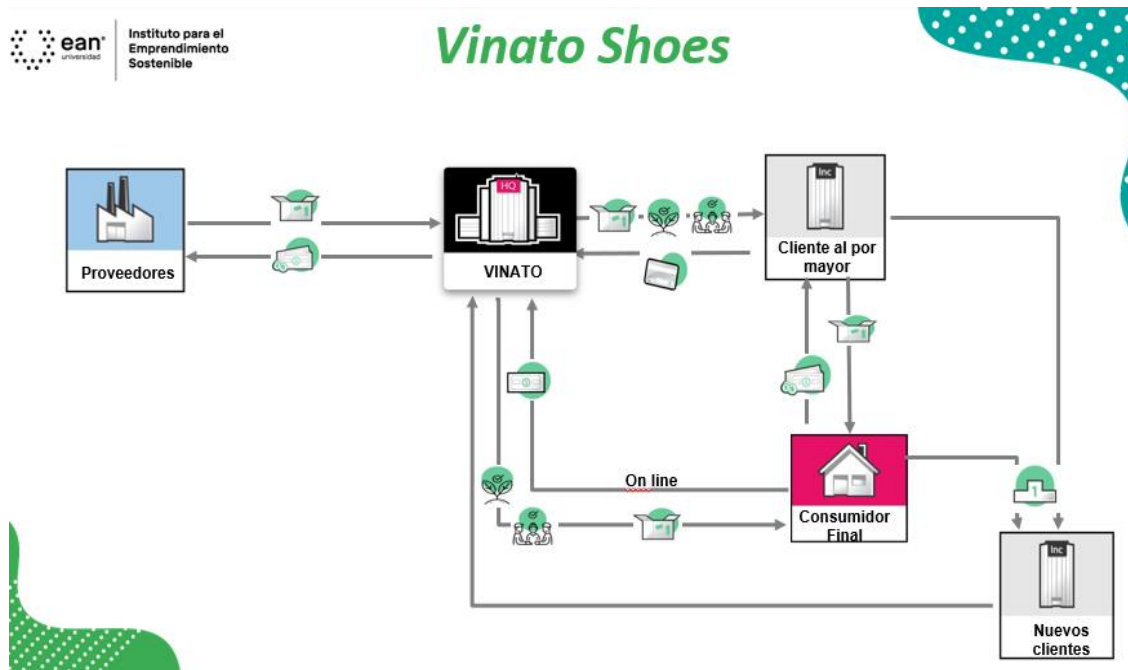 ean®
universidad
Instituto para el
Emprendimiento
Sostenible
Vinato Shoes
Proveedores
HQ
VINATO
Inc
Cliente al por
mayor
On line
Consumidor
Final
1
Inc
Nuevos
clientes